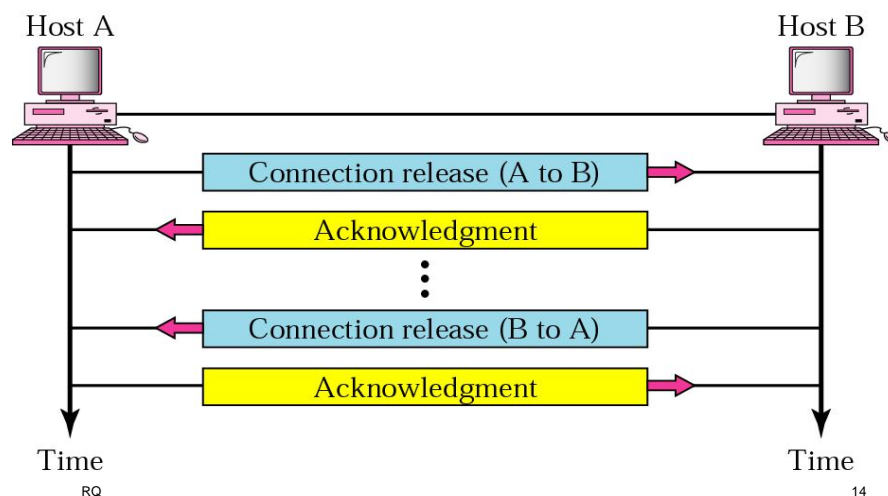 Host A
Host B
Connection release (A to B)
Acknowledgment
Connection release (B to A)
Acknowledgment
Time
Time
RQ
14